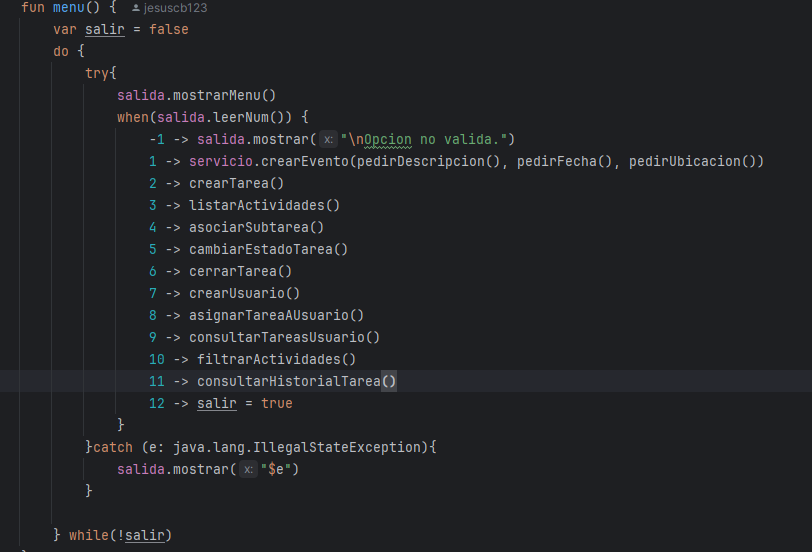 fun menu() { jesuscb123
var salir = false
do {
try{
salida.mostrarMenu()
when(salida.leerNum()) {
-1 -> salida.mostrar( x: "\nOpcion no valida.")
1 -> servicio.crearEvento(pedirDescripcion(), pedirFecha(), pedirUbicacion())
2 -> crearTarea()
3 -> listarActividades()
4 -> asociarSubtarea()
5 -> cambiarEstadoTarea()
6 -> cerrarTarea()
7 -> crearUsuario()
8 -> asignarTareaAUsuario()
9 -> consultarTareasUsuario()
10 -> filtrarActividades()
11 -> consultarHistorialTarea()
12 -> salir = true
}
}catch (e: java.lang.IllegalStateException){
salida.mostrar( x: "$e")
}
} while(!salir)